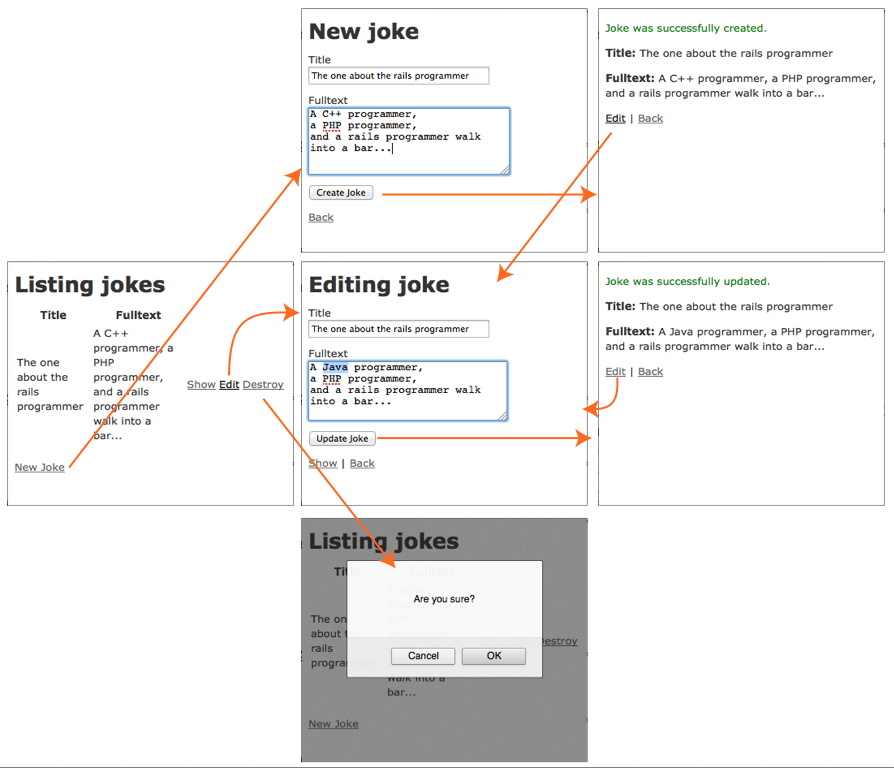 New joke
Title
The one about the rails programmer
Fulltext
A C++ programmer,
a PHP programmer,
and a rails programmer walk
into a bar...
Create Joke
Back
Joke was successfully created.
Title: The one about the rails programmer
Fulltext: A C++ programmer, a PHP programmer,
and a rails programmer walk into a bar...
Edit | Back
Listing jokes
Title Fulltext
The one
about the
rails
programmer
A C++
programmer, a
PHP
programmer,
and a rails
programmer
walk into a
bar...
Show Edit Destroy
New Joke
Editing joke
Title
The one about the rails programmer
Fulltext
A Java programmer,
a PHP programmer,
and a rails programmer walk
into a bar...
Update Joke
Show | Back
Joke was successfully updated.
Title: The one about the rails programmer
Fulltext: A Java programmer, a PHP programmer,
and a rails programmer walk into a bar...
Edit | Back
Listing jokes
Fulltext
The on
about t
rails
progra
Are you sure?
Cancel OK
Destroy
walk into a
bar...
New Joke